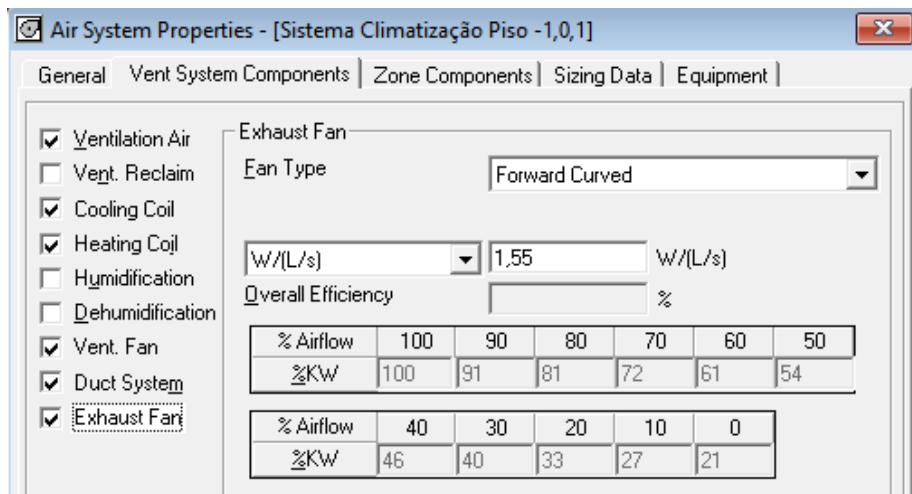 Air System Properties - [Sistema Climatização Piso -1,0,1]
General Vent System Components Zone Components Sizing Data Equipment
Ventilation Air
Vent. Reclaim
Cooling Coil
Heating Coil
Humidification
Dehumidification
Vent. Fan
Duct System
Exhaust Fan
Exhaust Fan
Fan Type Forward Curved
W/(L/s) 1,55 W/(L/s)
Overall Efficiency %
% Airflow 100 90 80 70 60 50
%KW 100 91 81 72 61 54
% Airflow 40 30 20 10 0
%KW 46 40 33 27 21